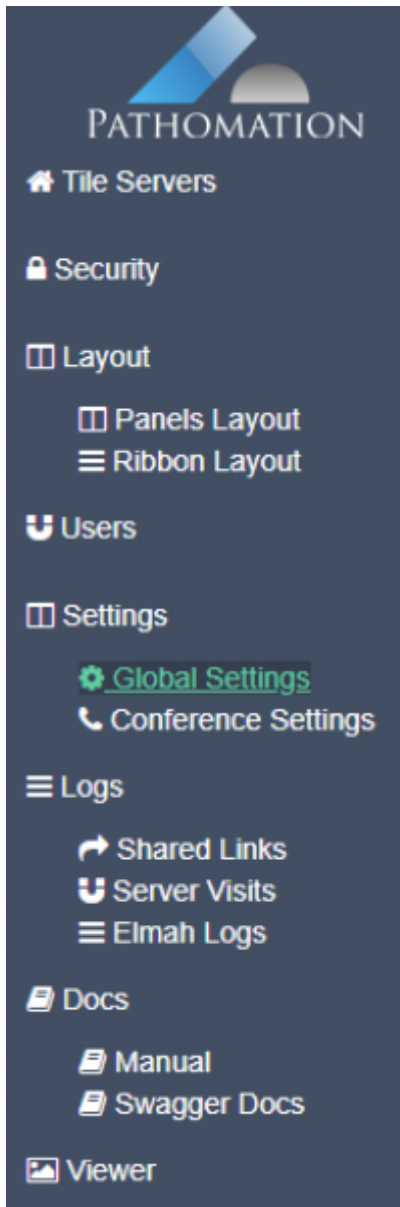 PATHOMATION
Tile Servers
Security
Layout
Panels Layout
Ribbon Layout
Users
Settings
Global Settings
Conference Settings
Logs
Shared Links
Server Visits
Elmah Logs
Docs
Manual
Swagger Docs
Viewer